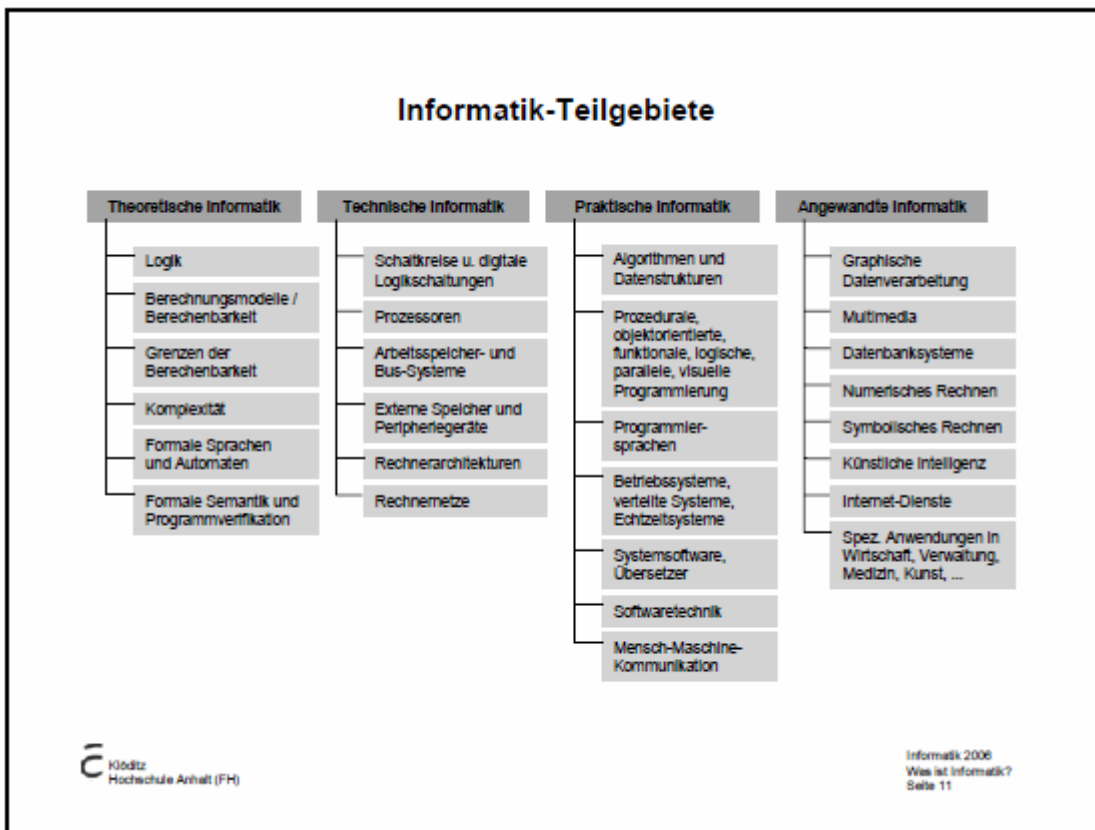 Informatik-Teilgebiete
Theoretische Informatik
Logik
Berechnungsmodelle /
Berechenbarkeit
Grenzen der
Berechenbarkeit
Komplexität
Formale Sprachen
und Automaten
Formale Semantik und
Programmverifikation
Technische Informatik
Schaltkreise u. digitale
Logikschaltungen
Prozessoren
Arbeitsspeicher- und
Bus-Systeme
Externe Speicher und
Peripheriegeräte
Rechnerarchitekturen
Rechnernetze
Praktische Informatik
Algorithmen und
Datenstrukturen
Prozedurale,
objektorientierte,
funktionale, logische,
parallele, visuelle
Programmierung
Programmier-
sprachen
Betriebssysteme,
verteilte Systeme,
Echtzeitsysteme
Systemsoftware,
Übersetzer
Softwaretechnik
Mensch-Maschine-
Kommunikation
Angewandte Informatik
Graphische
Datenverarbeitung
Multimedia
Datenbanksysteme
Numerisches Rechnen
Symbolisches Rechnen
Künstliche Intelligenz
Internet-Dienste
Spez. Anwendungen in
Wirtschaft, Verwaltung,
Medizin, Kunst, ...
Klöditz
Hochschule Anhalt (FH)
Informatik 2006
Was ist Informatik?
Seite 11